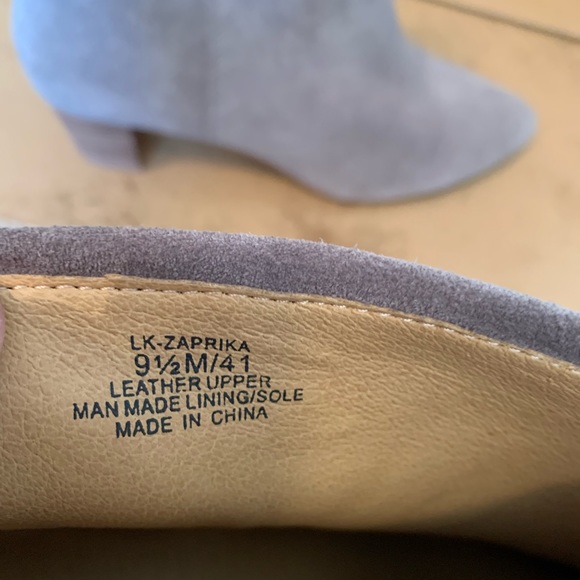 LK-ZAPRIKA
9½M/41
LEATHER UPPER
MAN MADE LINING/SOLE
MADE IN CHINA